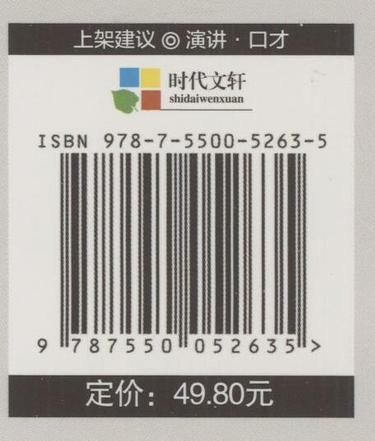 上架建议 ◎ 演讲 · 口才
时代文轩
shidaiwenxuan
ISBN 978-7-5500-5263-5
9 787550 052635 >
定价：49.80元